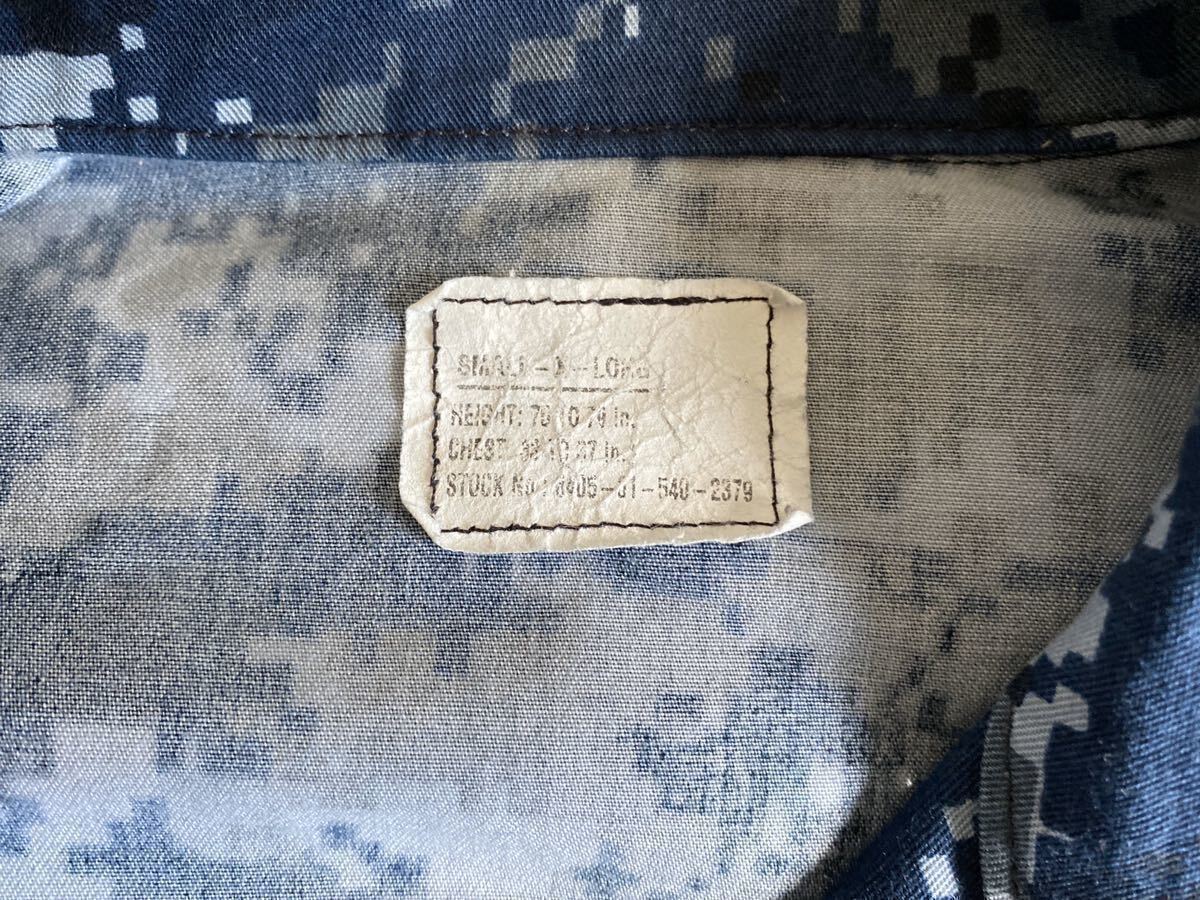 SMALL-X-LONG
HEIGHT: 75 TO 79 in.
CHEST: 33 TO 37 in.
STOCK No.: 8405-01-540-2379